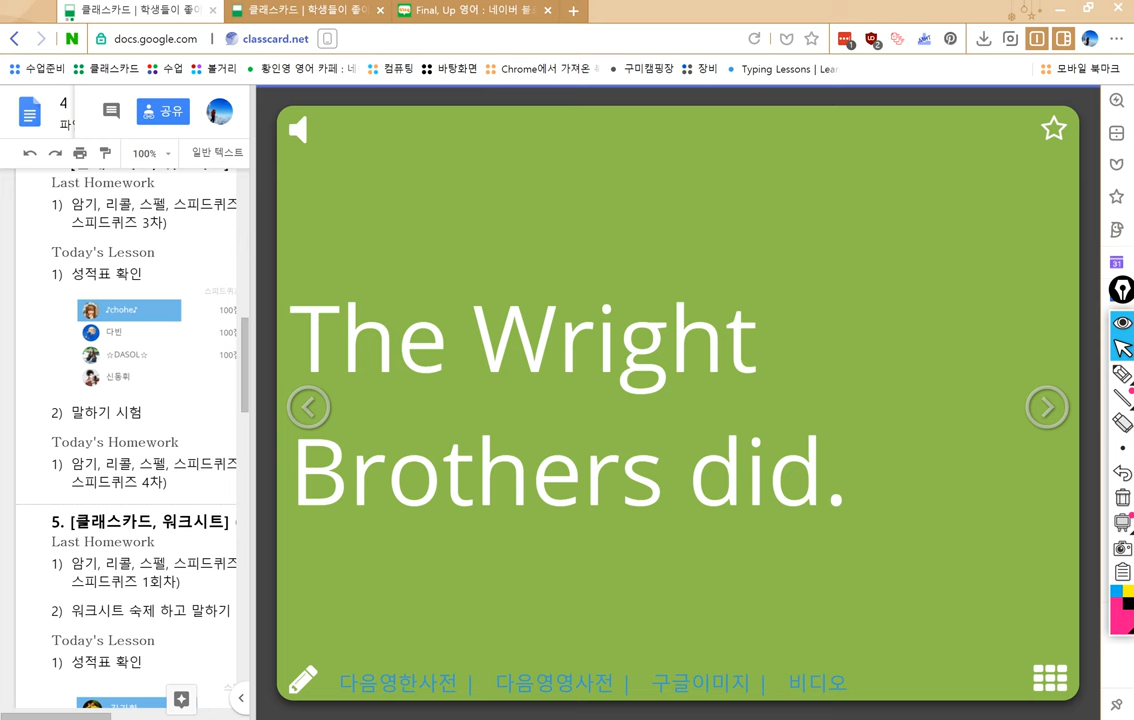 클래스카드 | 학생들이 좋아
클래스카드 | 학생들이 좋아
Final, Up 영어 : 네이버 블
docs.google.com
classcard.net
수업준비
클래스카드
수업
볼거리
황인영 영어 카페 : 네
컴퓨팅
바탕화면
Chrome에서 가져온
구미캠핑장
장비
Typing Lessons | Lear
모바일 북마크
4
공유
100%
일반 텍스트
Last Homework
1) 암기, 리콜, 스펠, 스피드퀴즈
스피드퀴즈 3차)
Today's Lesson
1) 성적표 확인
♪chohe♪
다빈
100
☆DASOL☆
100
신동휘
2) 말하기 시험
Today's Homework
1) 암기, 리콜, 스펠, 스피드퀴즈
스피드퀴즈 4차)
5. [클래스카드, 워크시트]
Last Homework
1) 암기, 리콜, 스펠, 스피드퀴즈
스피드퀴즈 1회차)
2) 워크시트 숙제 하고 말하기
Today's Lesson
1) 성적표 확인
The Wright
Brothers did.
다음영한사전 | 다음영영사전 | 구글이미지 | 비디오